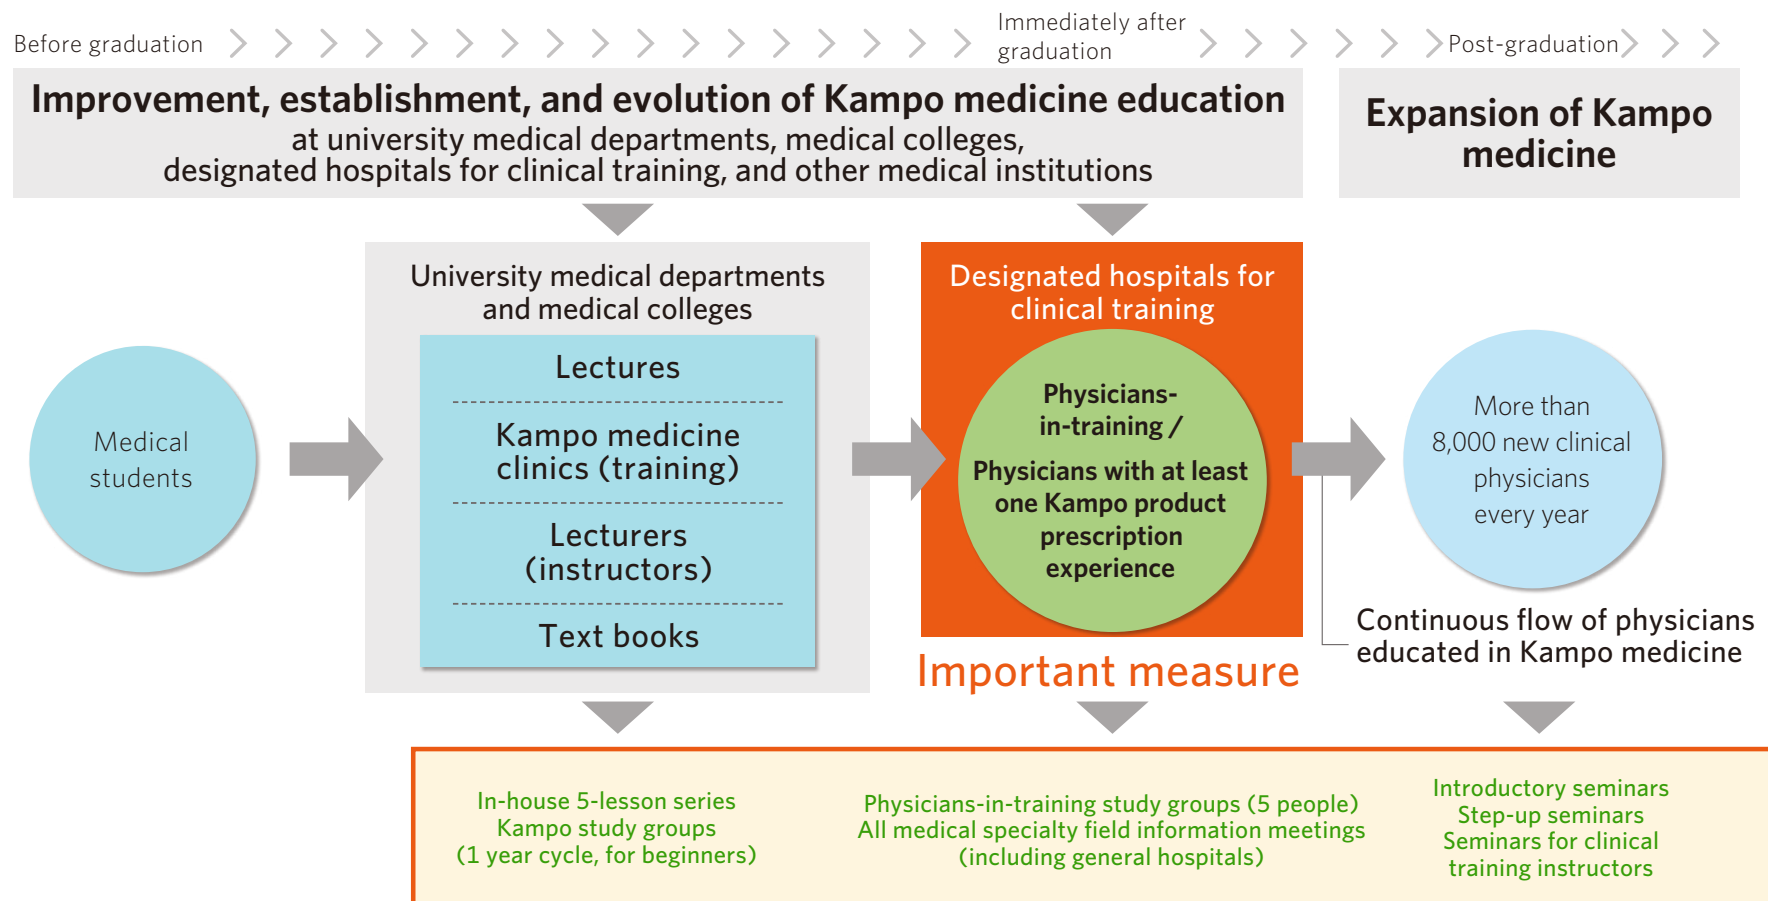 Before graduation
Immediately after
graduation
Post-graduation
Improvement, establishment, and evolution of Kampo medicine education
at university medical departments, medical colleges,
designated hospitals for clinical training, and other medical institutions
Expansion of Kampo
medicine
Medical
students
University medical departments
and medical colleges
Lectures
Kampo medicine
clinics (training)
Lecturers
(instructors)
Text books
Designated hospitals for
clinical training
Physicians-
in-training /
Physicians with at least
one Kampo product
prescription
experience
Important measure
More than
8,000 new clinical
physicians
every year
Continuous flow of physicians
educated in Kampo medicine
In-house 5-lesson series
Kampo study groups
(1 year cycle, for beginners)
Physicians-in-training study groups (5 people)
All medical specialty field information meetings
(including general hospitals)
Introductory seminars
Step-up seminars
Seminars for clinical
training instructors